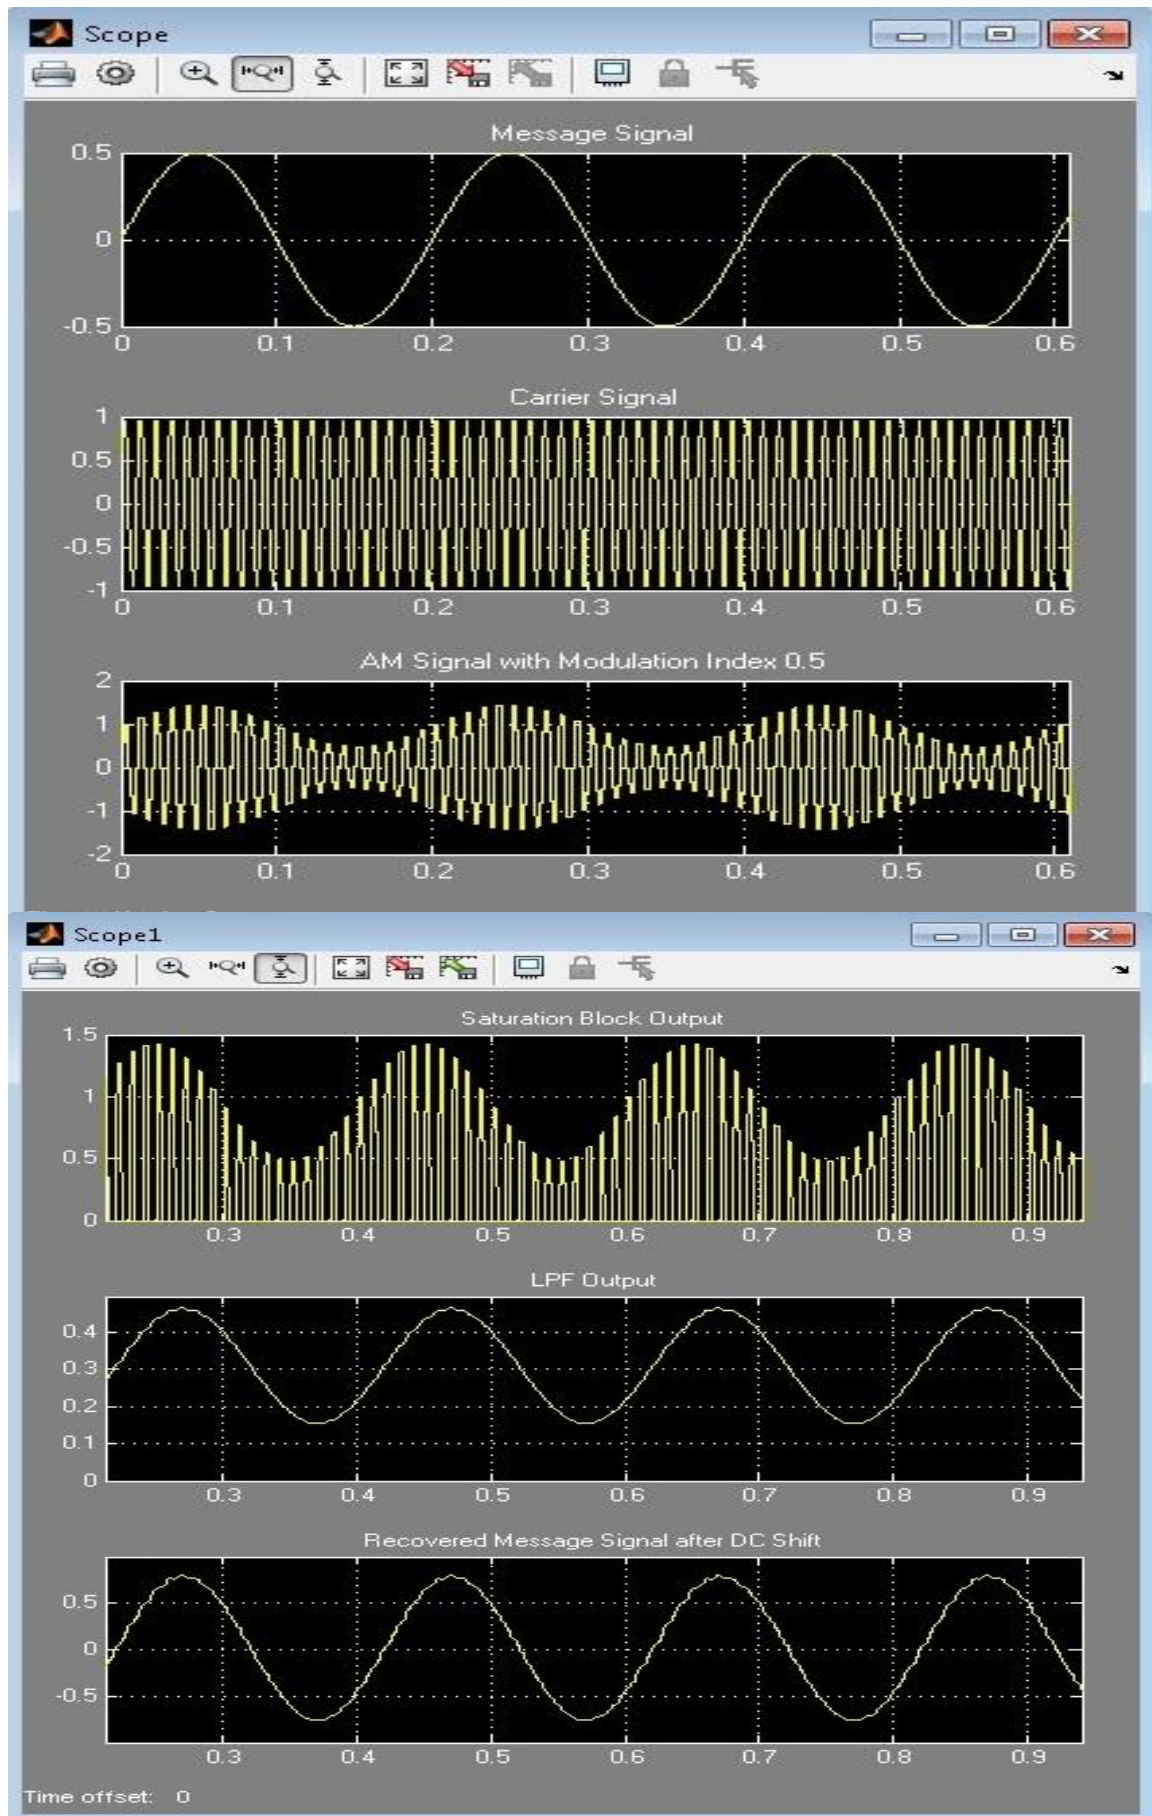 Scope
Message Signal
0.5
0
-0.5
0 0.1 0.2 0.3 0.4 0.5 0.6
Carrier Signal
1
0.5
0
-0.5
-1
0 0.1 0.2 0.3 0.4 0.5 0.6
AM Signal with Modulation Index 0.5
2
1
0
-1
-2
0 0.1 0.2 0.3 0.4 0.5 0.6
Scope1
Saturation Block Output
1.5
1
0.5
0
0.3 0.4 0.5 0.6 0.7 0.8 0.9
LPF Output
0.4
0.3
0.2
0.1
0
0.3 0.4 0.5 0.6 0.7 0.8 0.9
Recovered Message Signal after DC Shift
0.5
0
-0.5
0.3 0.4 0.5 0.6 0.7 0.8 0.9
Time offset: 0